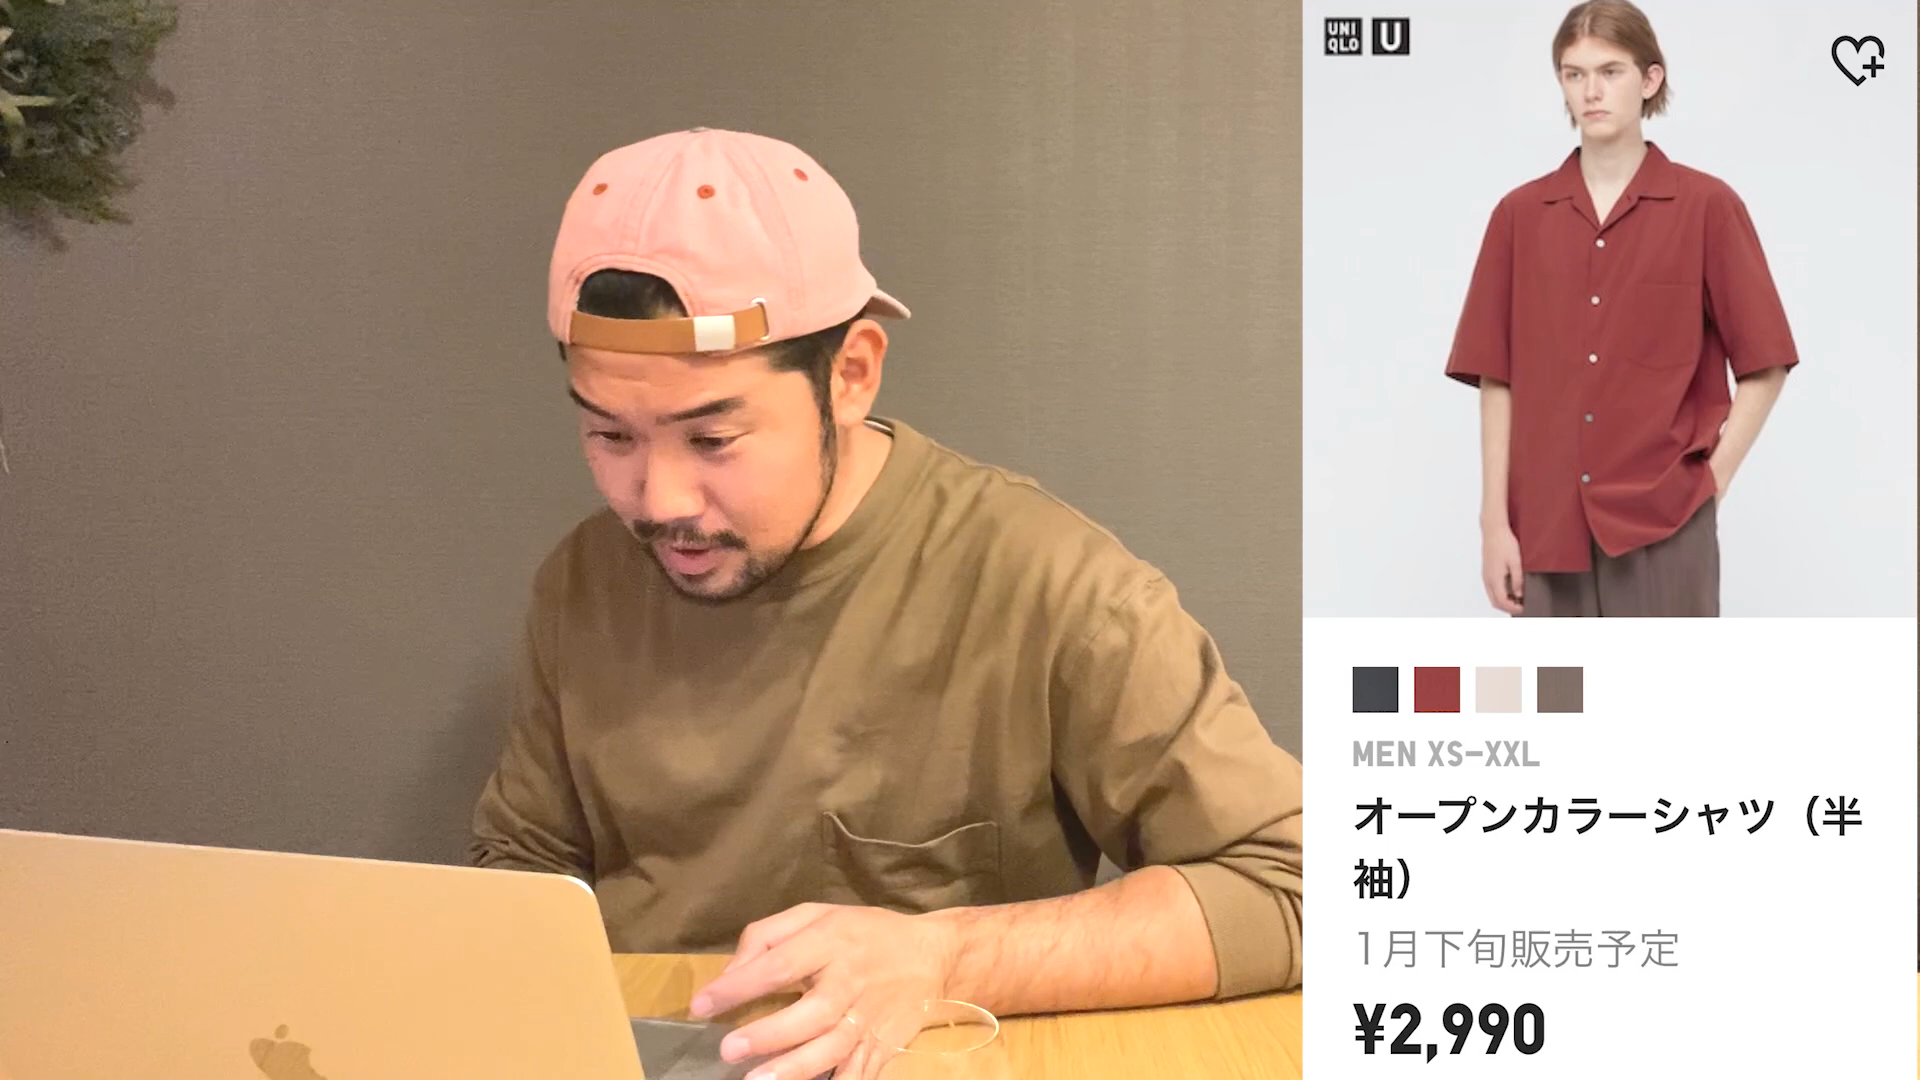 UNI
QLO
U
MEN XS-XXL
オープンカラーシャツ（半
袖）
1月下旬販売予定
¥2,990